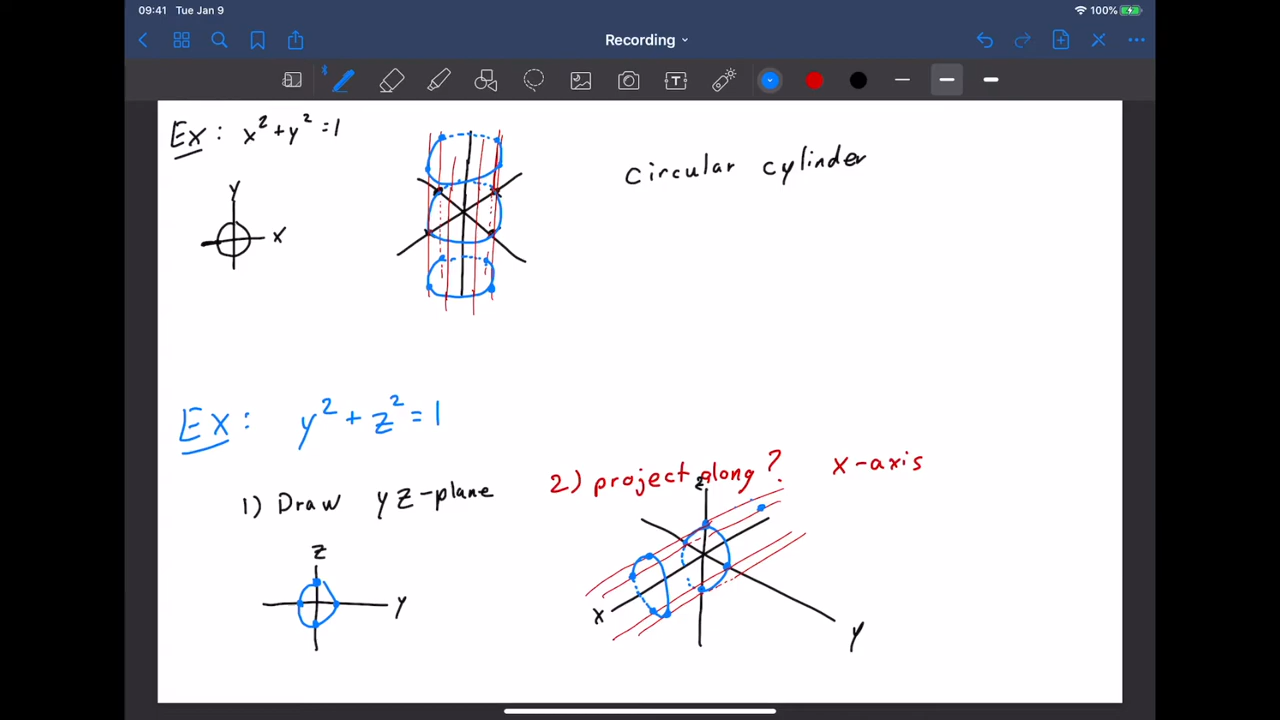 09:41 Tue Jan 9
100%
Recording
T
Ex: x²+y²=1
circular cylinder
y
x
Ex: y²+z²=1
2) project along? x-axis
1) Draw yz-plane
z
z
y
x
y